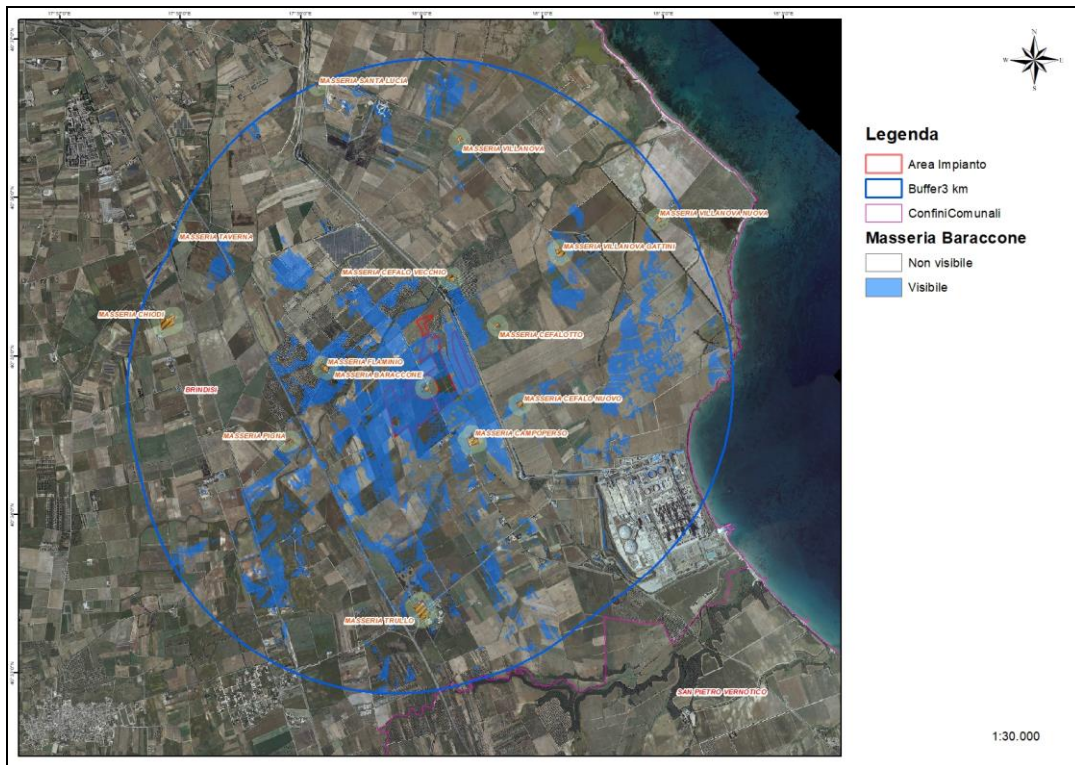 N
W
E
S
Legenda
Area Impianto
Buffer3 km
ConfiniComunali
Masseria Baraccone
Non visibile
Visibile
MASSERIA SANTA LUCIA
MASSERIA VILLANOVA
MASSERIA VILLANOVA NUOVA
MASSERIA TAVERNA
MASSERIA VILLANOVA GATTINI
MASSERIA CEFALO VECCHIO
MASSERIA CHIODI
MASSERIA CEFALOTTO
MASSERIA FLAMINIO
MASSERIA BARACCONE
BRINDISI
MASSERIA CEFALO NUOVO
MASSERIA PIGNA
MASSERIA CAMPOPERSO
MASSERIA TRULLO
SAN PIETRO VERNOTICO
1:30.000